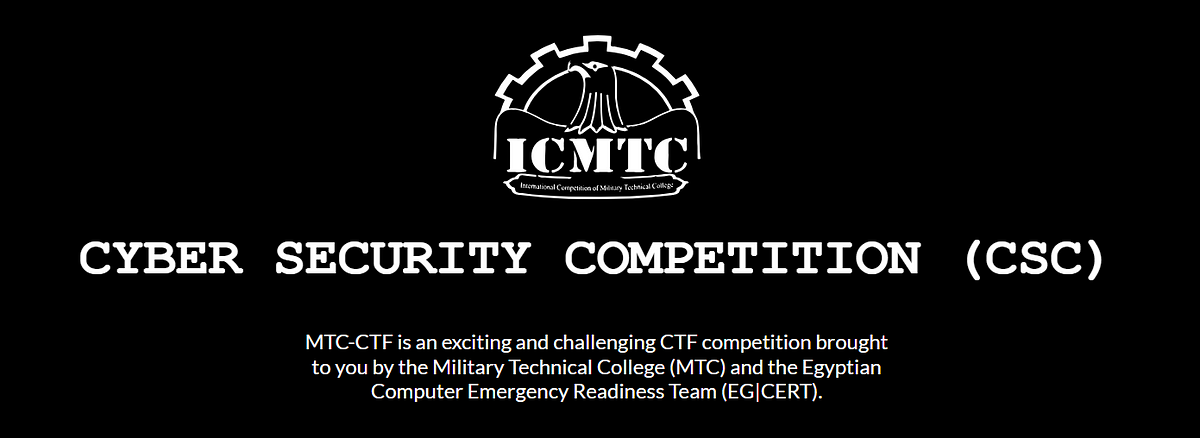 ICMTC
International Competition of Military Technical College
CYBER SECURITY COMPETITION (CSC)
MTC-CTF is an exciting and challenging CTF competition brought
to you by the Military Technical College (MTC) and the Egyptian
Computer Emergency Readiness Team (EG|CERT).